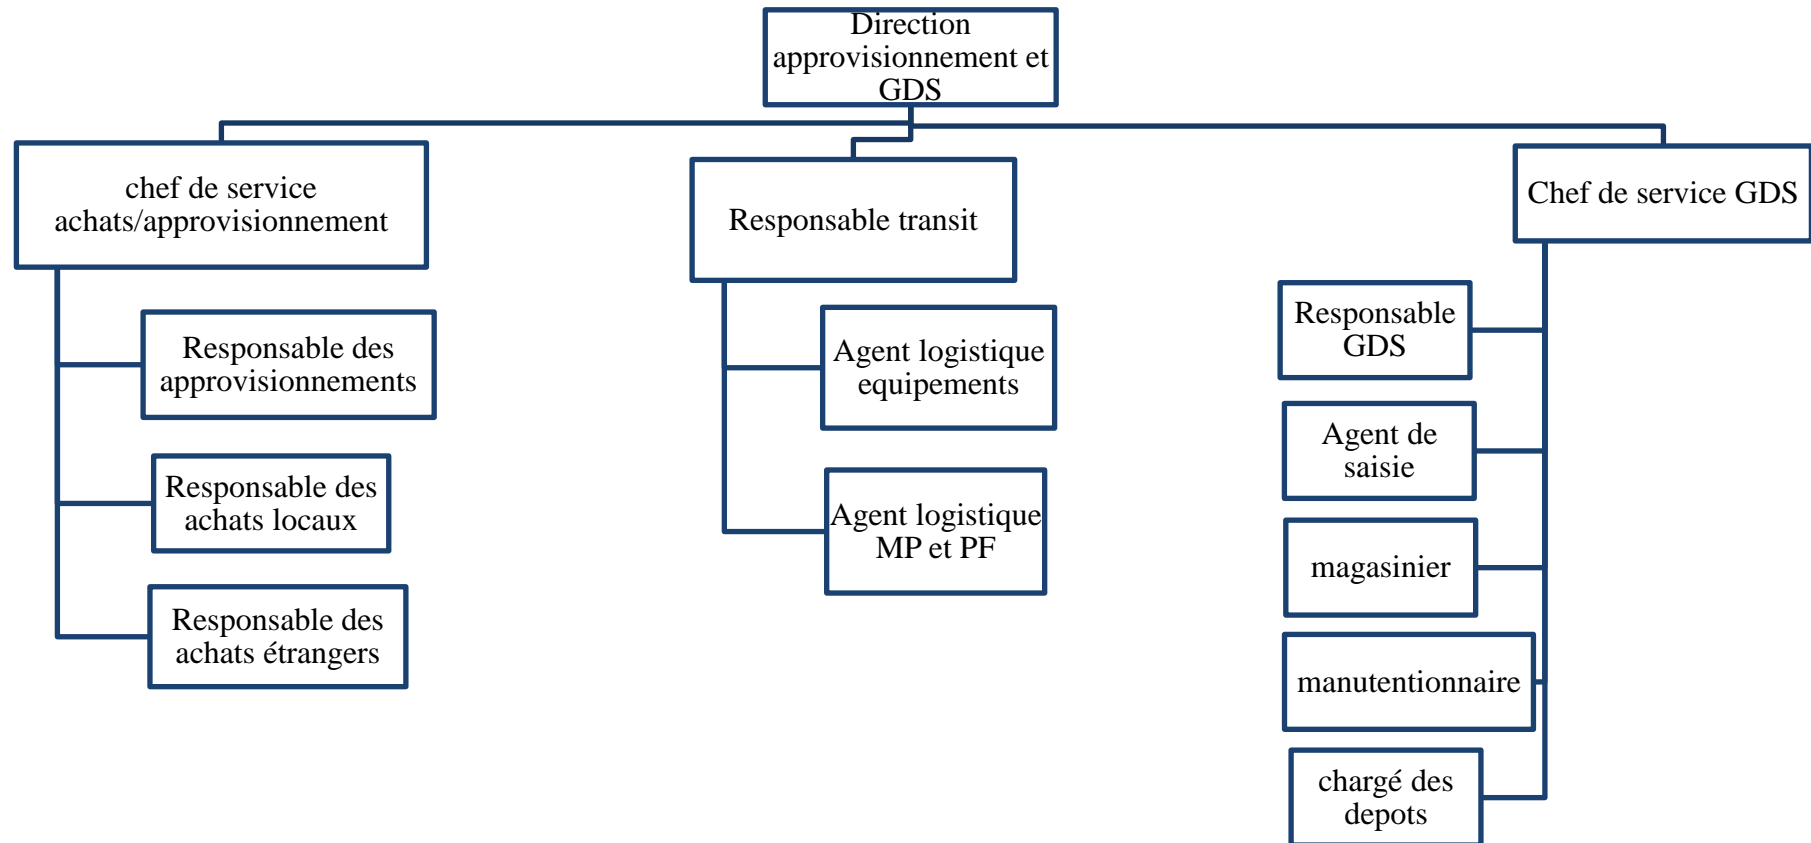 Direction
approvisionnement et
GDS
chef de service
achats/approvisionnement
Responsable transit
Chef de service GDS
Responsable des
approvisionnements
Responsable des
achats locaux
Responsable des
achats étrangers
Agent logistique
equipements
Agent logistique
MP et PF
Responsable
GDS
Agent de
saisie
magasinier
manutentionnaire
chargé des
depots